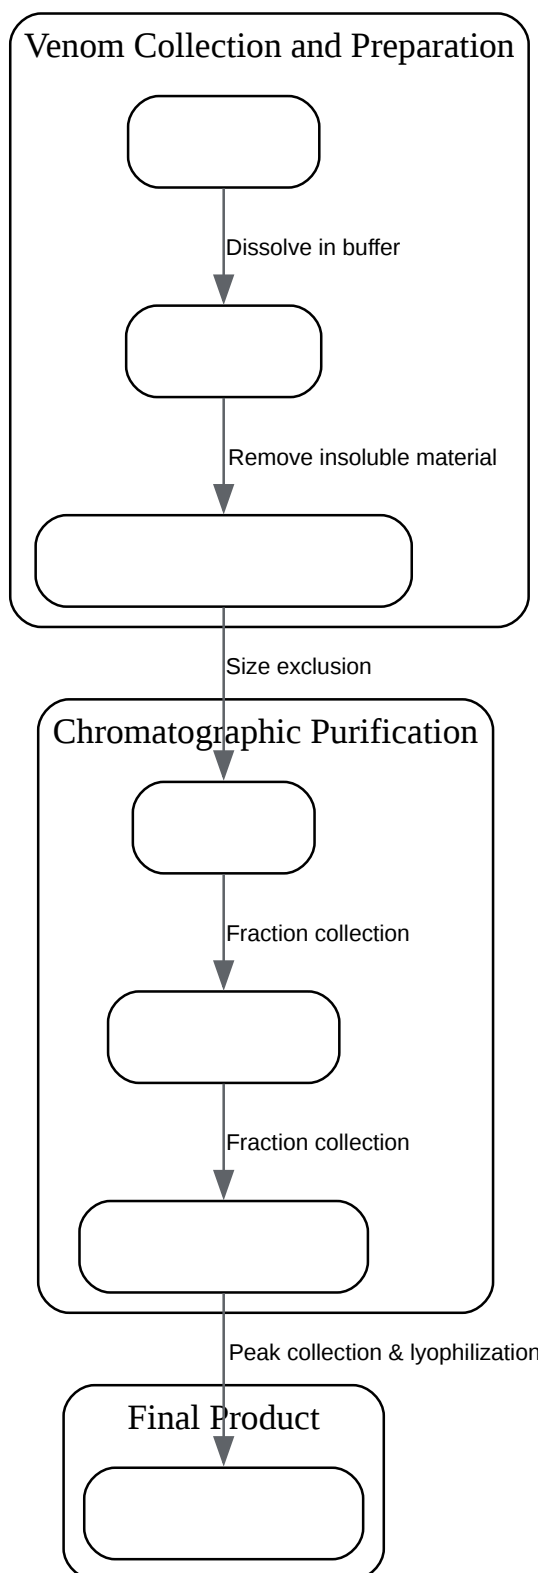 Venom Collection and Preparation
Dissolve in buffer
Remove insoluble material
Size exclusion
Chromatographic Purification
Fraction collection
Fraction collection
Peak collection & lyophilization
Final Product